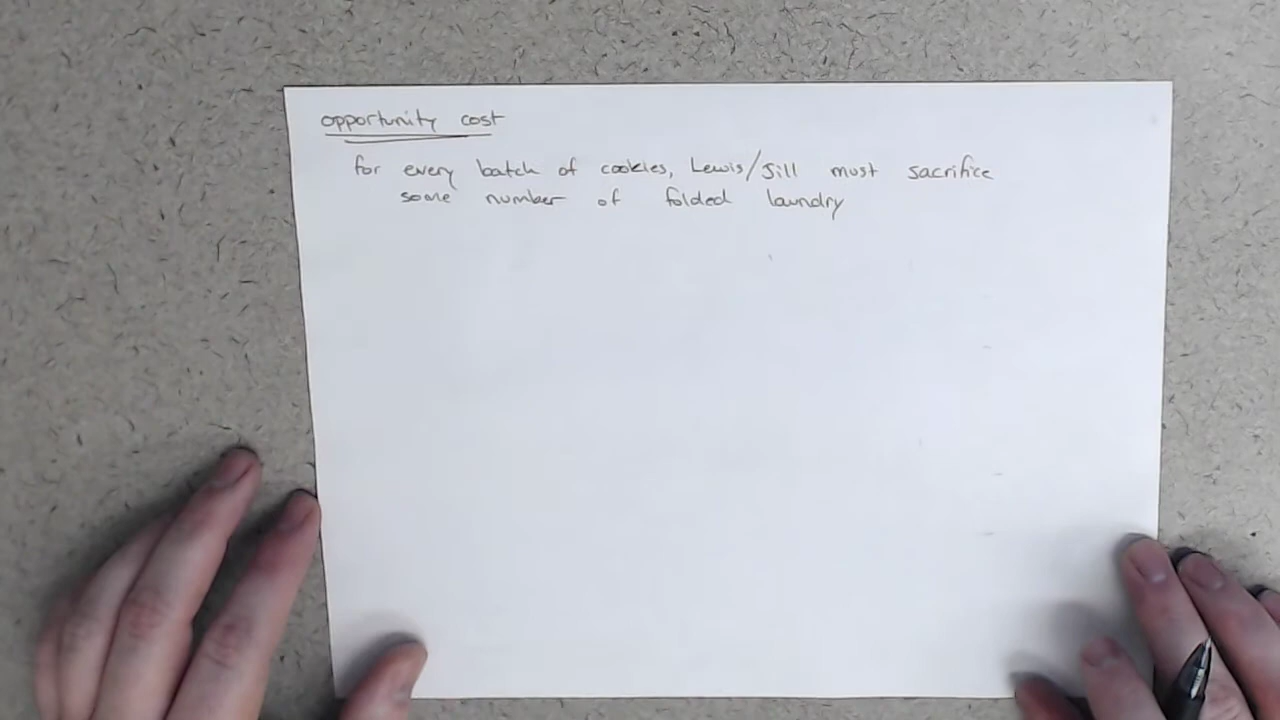 opportunity cost
for every batch of cookies, Lewis/Jill must sacrifice
some number of folded laundry